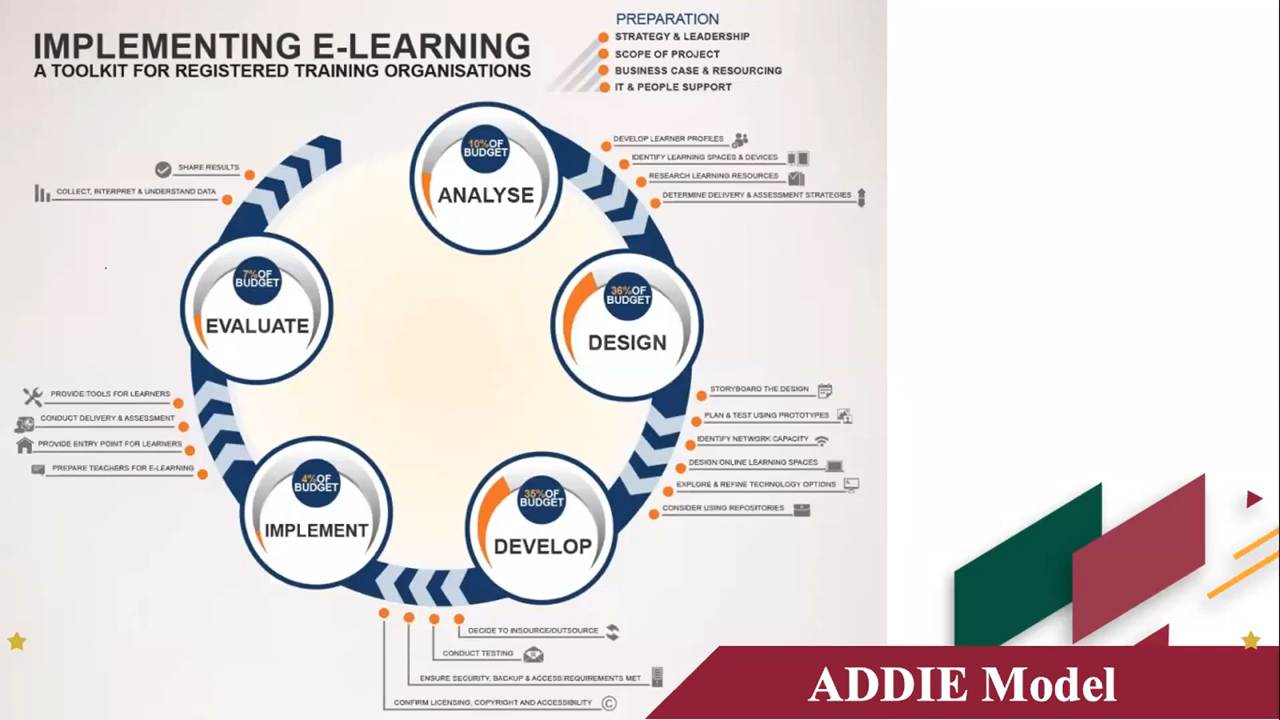 IMPLEMENTING E-LEARNING
A TOOLKIT FOR REGISTERED TRAINING ORGANISATIONS
PREPARATION
STRATEGY & LEADERSHIP
SCOPE OF PROJECT
BUSINESS CASE & RESOURCING
IT & PEOPLE SUPPORT
10% OF
BUDGET
ANALYSE
DEVELOP LEARNER PROFILES
IDENTIFY LEARNING SPACES & DEVICES
RESEARCH LEARNING RESOURCES
DETERMINE DELIVERY & ASSESSMENT STRATEGIES
36% OF
BUDGET
DESIGN
STORYBOARD THE DESIGN
PLAN & TEST USING PROTOTYPES
IDENTIFY NETWORK CAPACITY
DESIGN ONLINE LEARNING SPACES
EXPLORE & REFINE TECHNOLOGY OPTIONS
CONSIDER USING REPOSITORIES
35% OF
BUDGET
DEVELOP
DECIDE TO INSOURCE/OUTSOURCE
CONDUCT TESTING
ENSURE SECURITY, BACKUP & ACCESS REQUIREMENTS MET
CONFIRM LICENSING, COPYRIGHT AND ACCESSIBILITY
4% OF
BUDGET
IMPLEMENT
PROVIDE TOOLS FOR LEARNERS
CONDUCT DELIVERY & ASSESSMENT
PROVIDE ENTRY POINT FOR LEARNERS
PREPARE TEACHERS FOR E-LEARNING
7% OF
BUDGET
EVALUATE
SHARE RESULTS
COLLECT, INTERPRET & UNDERSTAND DATA
ADDIE Model